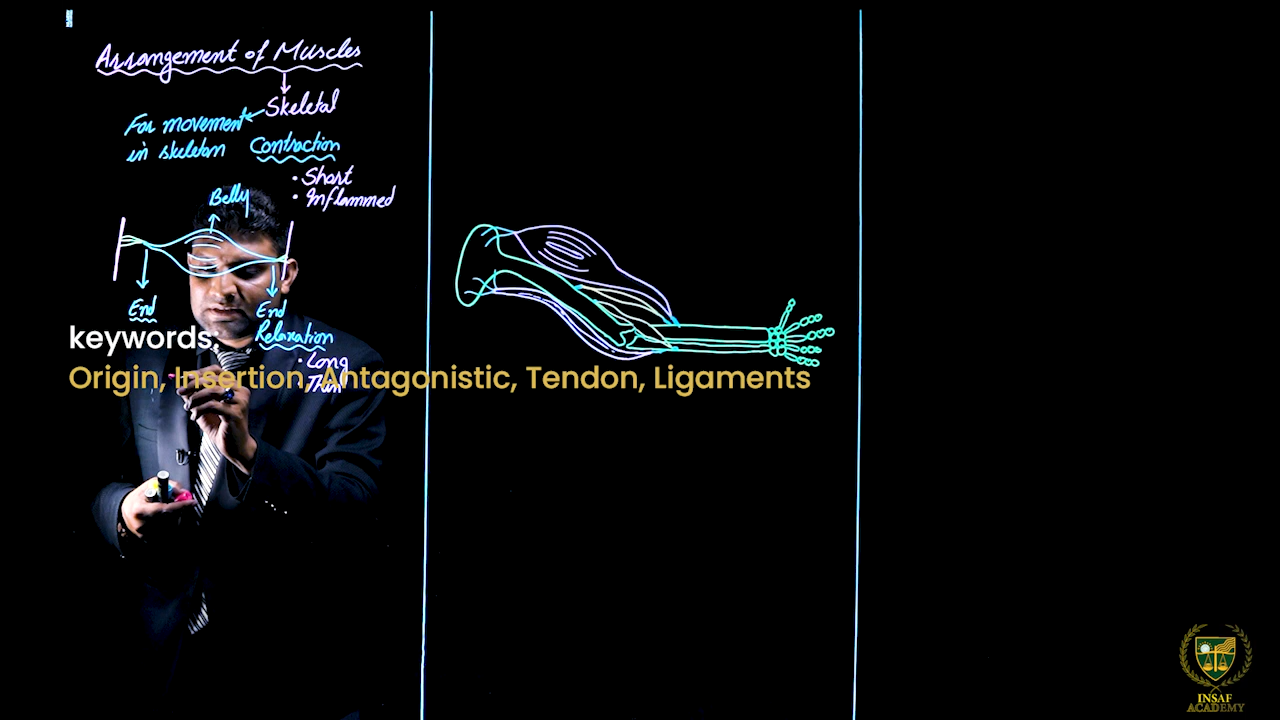 Arrangement of Muscles
Skeletal
For movement
in skeleton
Contraction
• Short
• Inflammed
Belly
End
End
Relaxation
• Long
• Thin
keywords:
Origin, Insertion, Antagonistic, Tendon, Ligaments
INSAF
ACADEMY